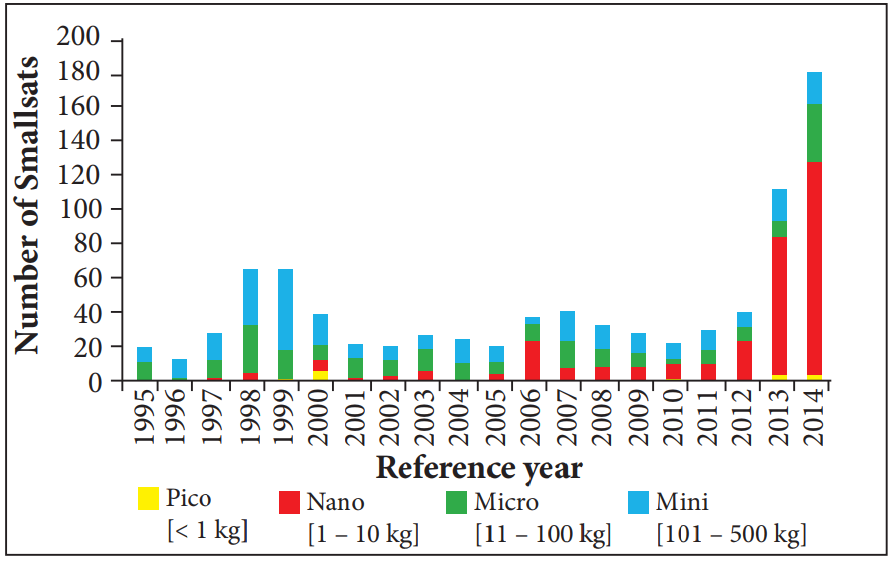 Number of Smallsats
200
180
160
140
120
100
80
60
40
20
0
1995 1996 1997 1998 1999 2000 2001 2002 2003 2004 2005 2006 2007 2008 2009 2010 2011 2012 2013 2014
Reference year
Pico Nano Micro Mini
[< 1 kg] [1 – 10 kg] [11 – 100 kg] [101 – 500 kg]